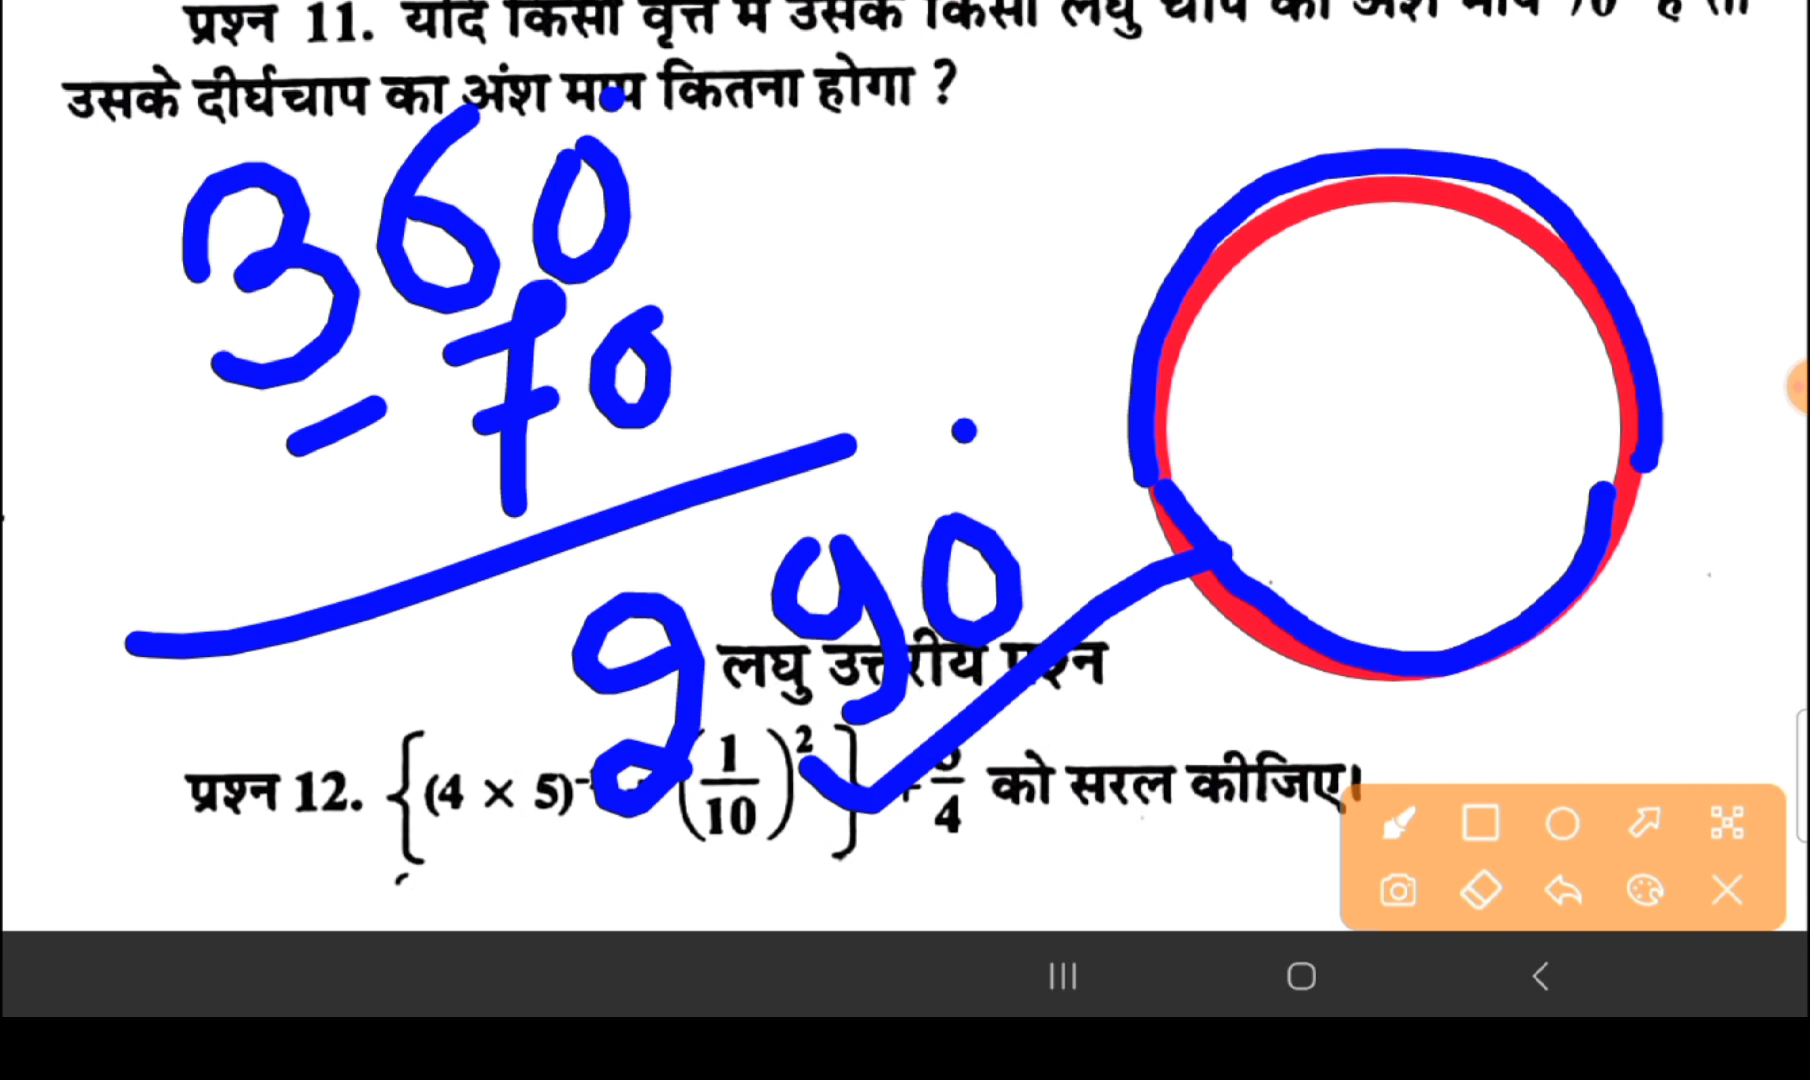 प्रश्न 11. यदि किसी वृत्त में उसके किसी लघु चाप का अंश माप 70° है तो
उसके दीर्घचाप का अंश माप कितना होगा ?
360
- 70
290
लघु उत्तरीय प्रश्न
प्रश्न 12. {(4 × 5)⁻ (1/10)²} /4 को सरल कीजिए।